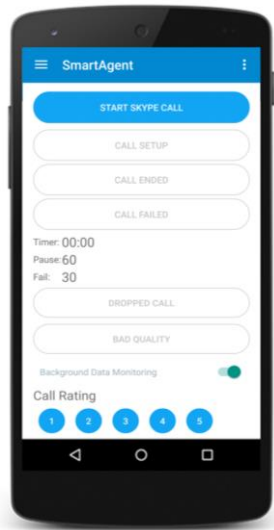 SmartAgent
START SKYPE CALL
CALL SETUP
CALL ENDED
CALL FAILED
Timer: 00:00
Pause: 60
Fail: 30
DROPPED CALL
BAD QUALITY
Background Data Monitoring
Call Rating
1 2 3 4 5